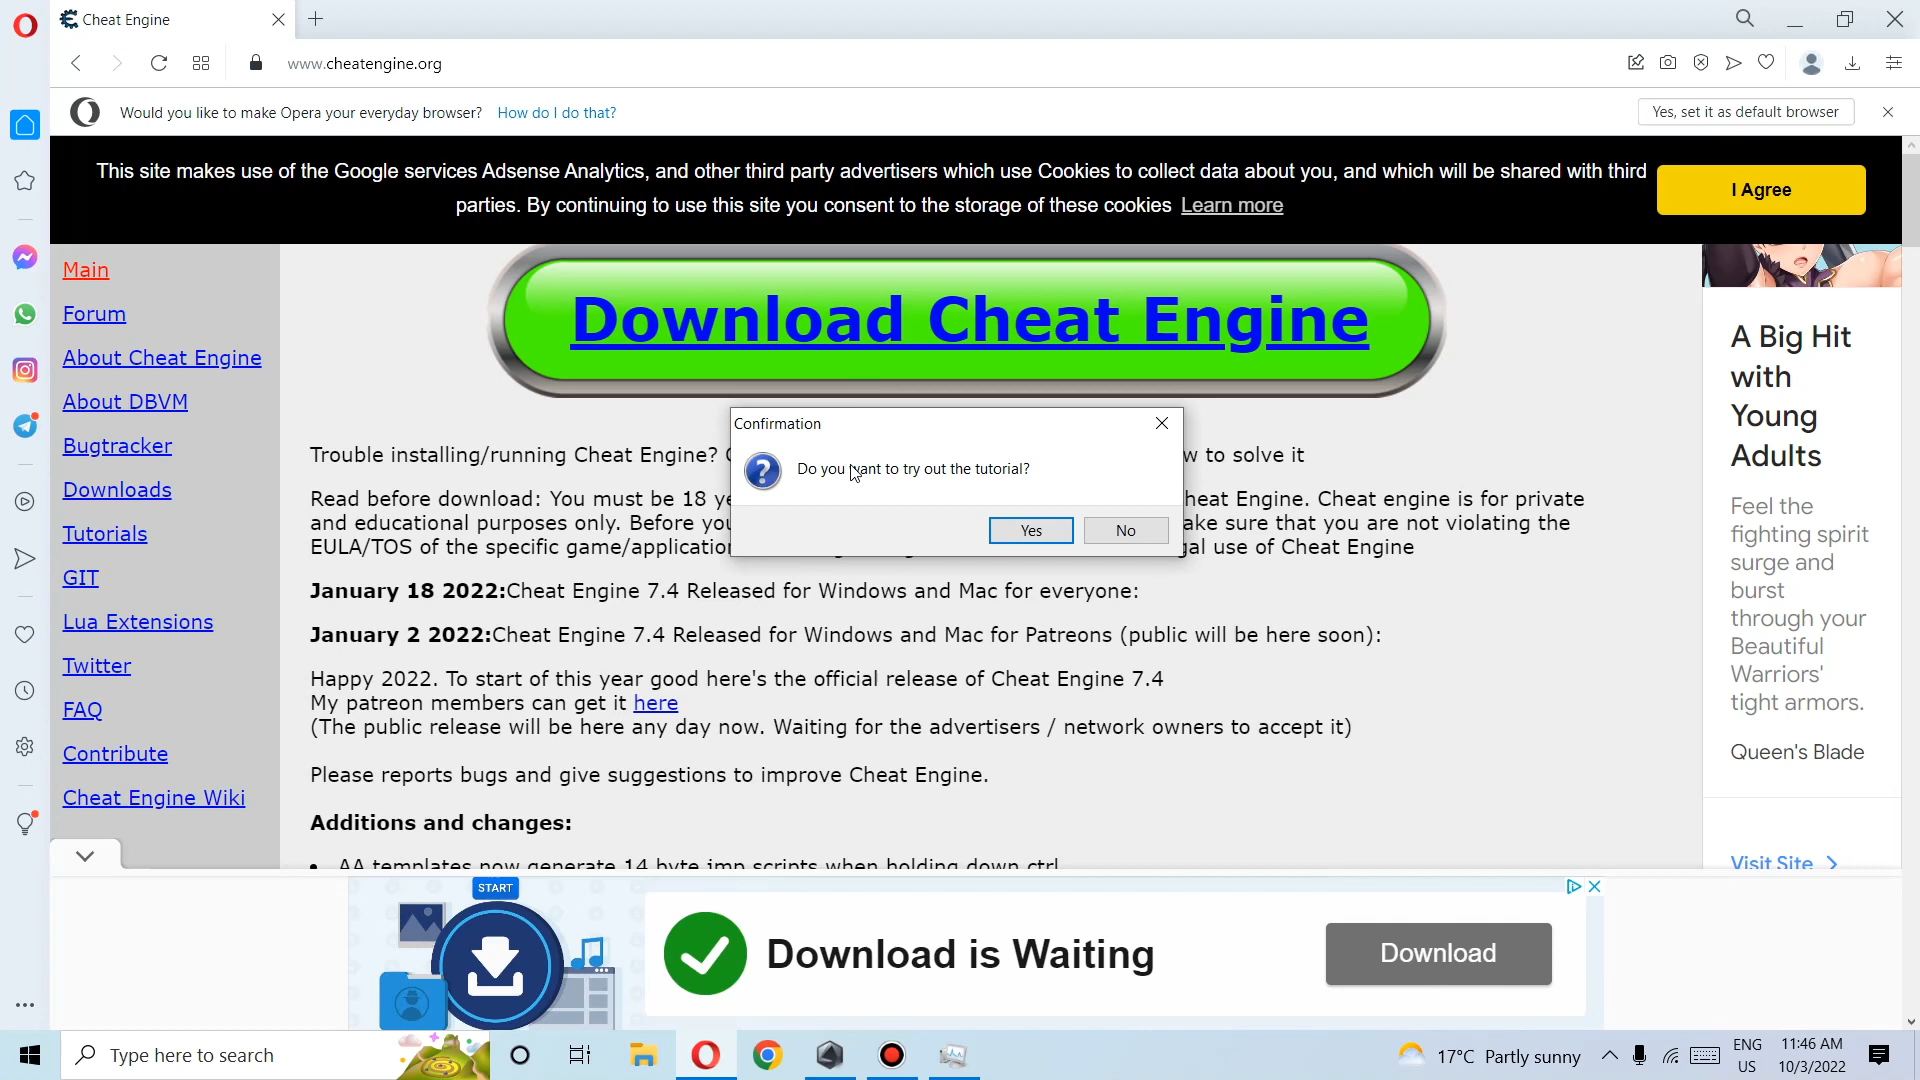 Cheat Engine
www.cheatengine.org
Would you like to make Opera your everyday browser? How do I do that?
Yes, set it as default browser
This site makes use of the Google services Adsense Analytics, and other third party advertisers which use Cookies to collect data about you, and which will be shared with third
parties. By continuing to use this site you consent to the storage of these cookies Learn more
I Agree
Main
Forum
About Cheat Engine
About DBVM
Bugtracker
Downloads
Tutorials
GIT
Lua Extensions
Twitter
FAQ
Contribute
Cheat Engine Wiki
Download Cheat Engine
Confirmation
Do you want to try out the tutorial?
Yes
No
Trouble installing/running Cheat Engine? w to solve it
Read before download: You must be 18 ye heat Engine. Cheat engine is for private
and educational purposes only. Before you ake sure that you are not violating the
EULA/TOS of the specific game/application gal use of Cheat Engine
January 18 2022:Cheat Engine 7.4 Released for Windows and Mac for everyone:
January 2 2022:Cheat Engine 7.4 Released for Windows and Mac for Patreons (public will be here soon):
Happy 2022. To start of this year good here's the official release of Cheat Engine 7.4
My patreon members can get it here
(The public release will be here any day now. Waiting for the advertisers / network owners to accept it)
Please reports bugs and give suggestions to improve Cheat Engine.
Additions and changes:
AA templates now generate 14 byte jmp scripts when holding down ctrl
A Big Hit
with
Young
Adults
Feel the
fighting spirit
surge and
burst
through your
Beautiful
Warriors'
tight armors.
Queen's Blade
Visit Site
START
Download is Waiting
Download
Type here to search
17°C Partly sunny
ENG
US
11:46 AM
10/3/2022